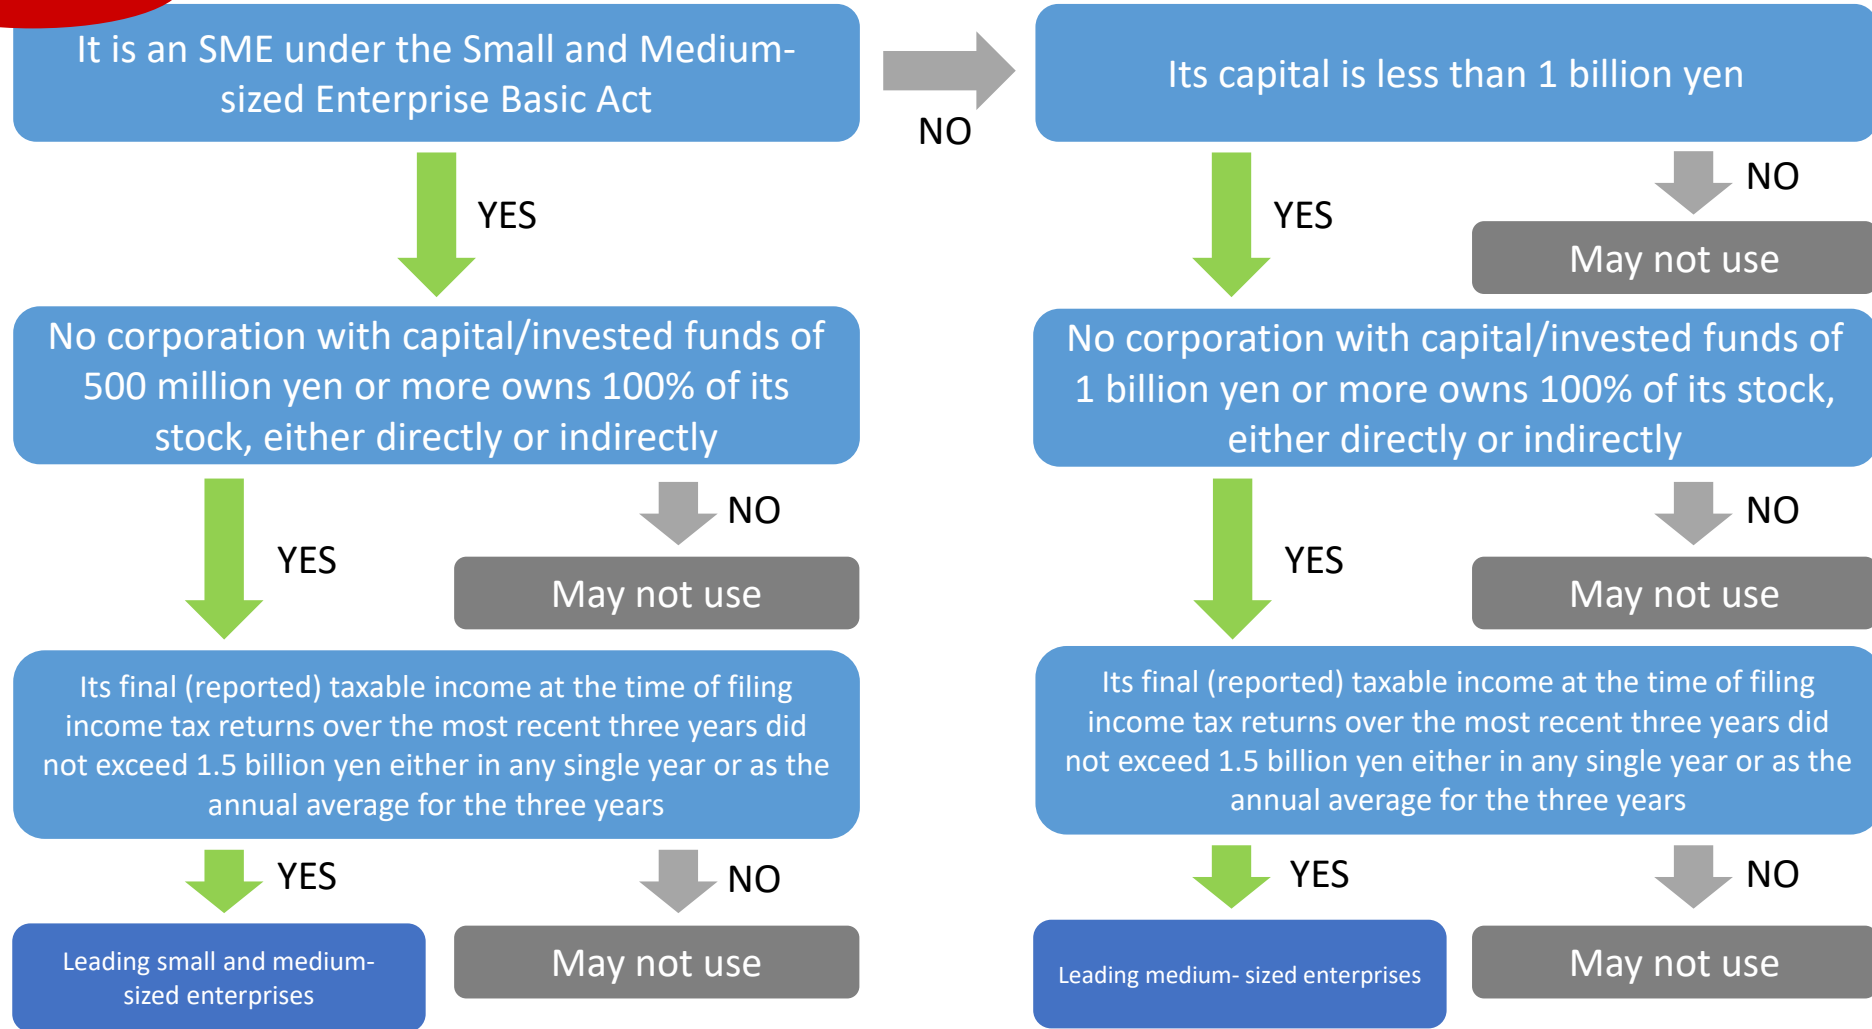 It is an SME under the Small and Medium-
sized Enterprise Basic Act
NO
Its capital is less than 1 billion yen
YES
YES
NO
May not use
No corporation with capital/invested funds of
500 million yen or more owns 100% of its
stock, either directly or indirectly
No corporation with capital/invested funds of
1 billion yen or more owns 100% of its stock,
either directly or indirectly
YES
NO
May not use
YES
NO
May not use
Its final (reported) taxable income at the time of filing
income tax returns over the most recent three years did
not exceed 1.5 billion yen either in any single year or as the
annual average for the three years
Its final (reported) taxable income at the time of filing
income tax returns over the most recent three years did
not exceed 1.5 billion yen either in any single year or as the
annual average for the three years
YES
NO
YES
NO
Leading small and medium-
sized enterprises
May not use
Leading medium- sized enterprises
May not use